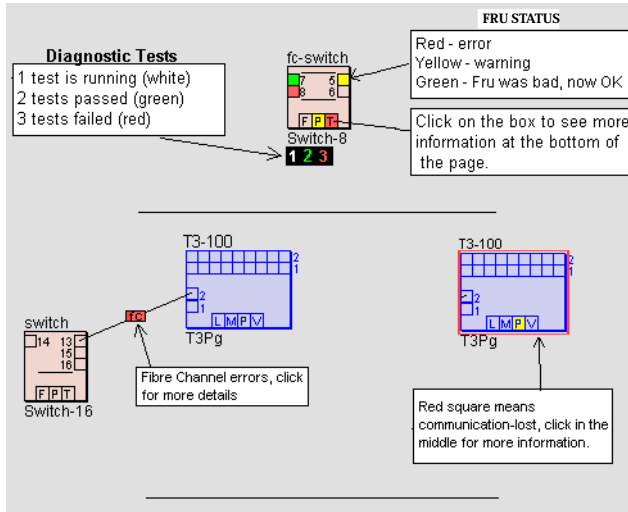 FRU STATUS
Diagnostic Tests
1 test is running (white)
2 tests passed (green)
3 tests failed (red)
fc-switch
7 5
8 6
F P T
Switch-8
1 2 3
Red - error
Yellow - warning
Green - Fru was bad, now OK
Click on the box to see more
information at the bottom of
the page.
T3-100
2
1
2
1
L M P V
T3Pg
fC
switch
14 13
15
16
F P T
Switch-16
Fibre Channel errors, click
for more details
T3-100
2
1
2
1
L M P V
T3Pg
Red square means
communication-lost, click in the
middle for more information.